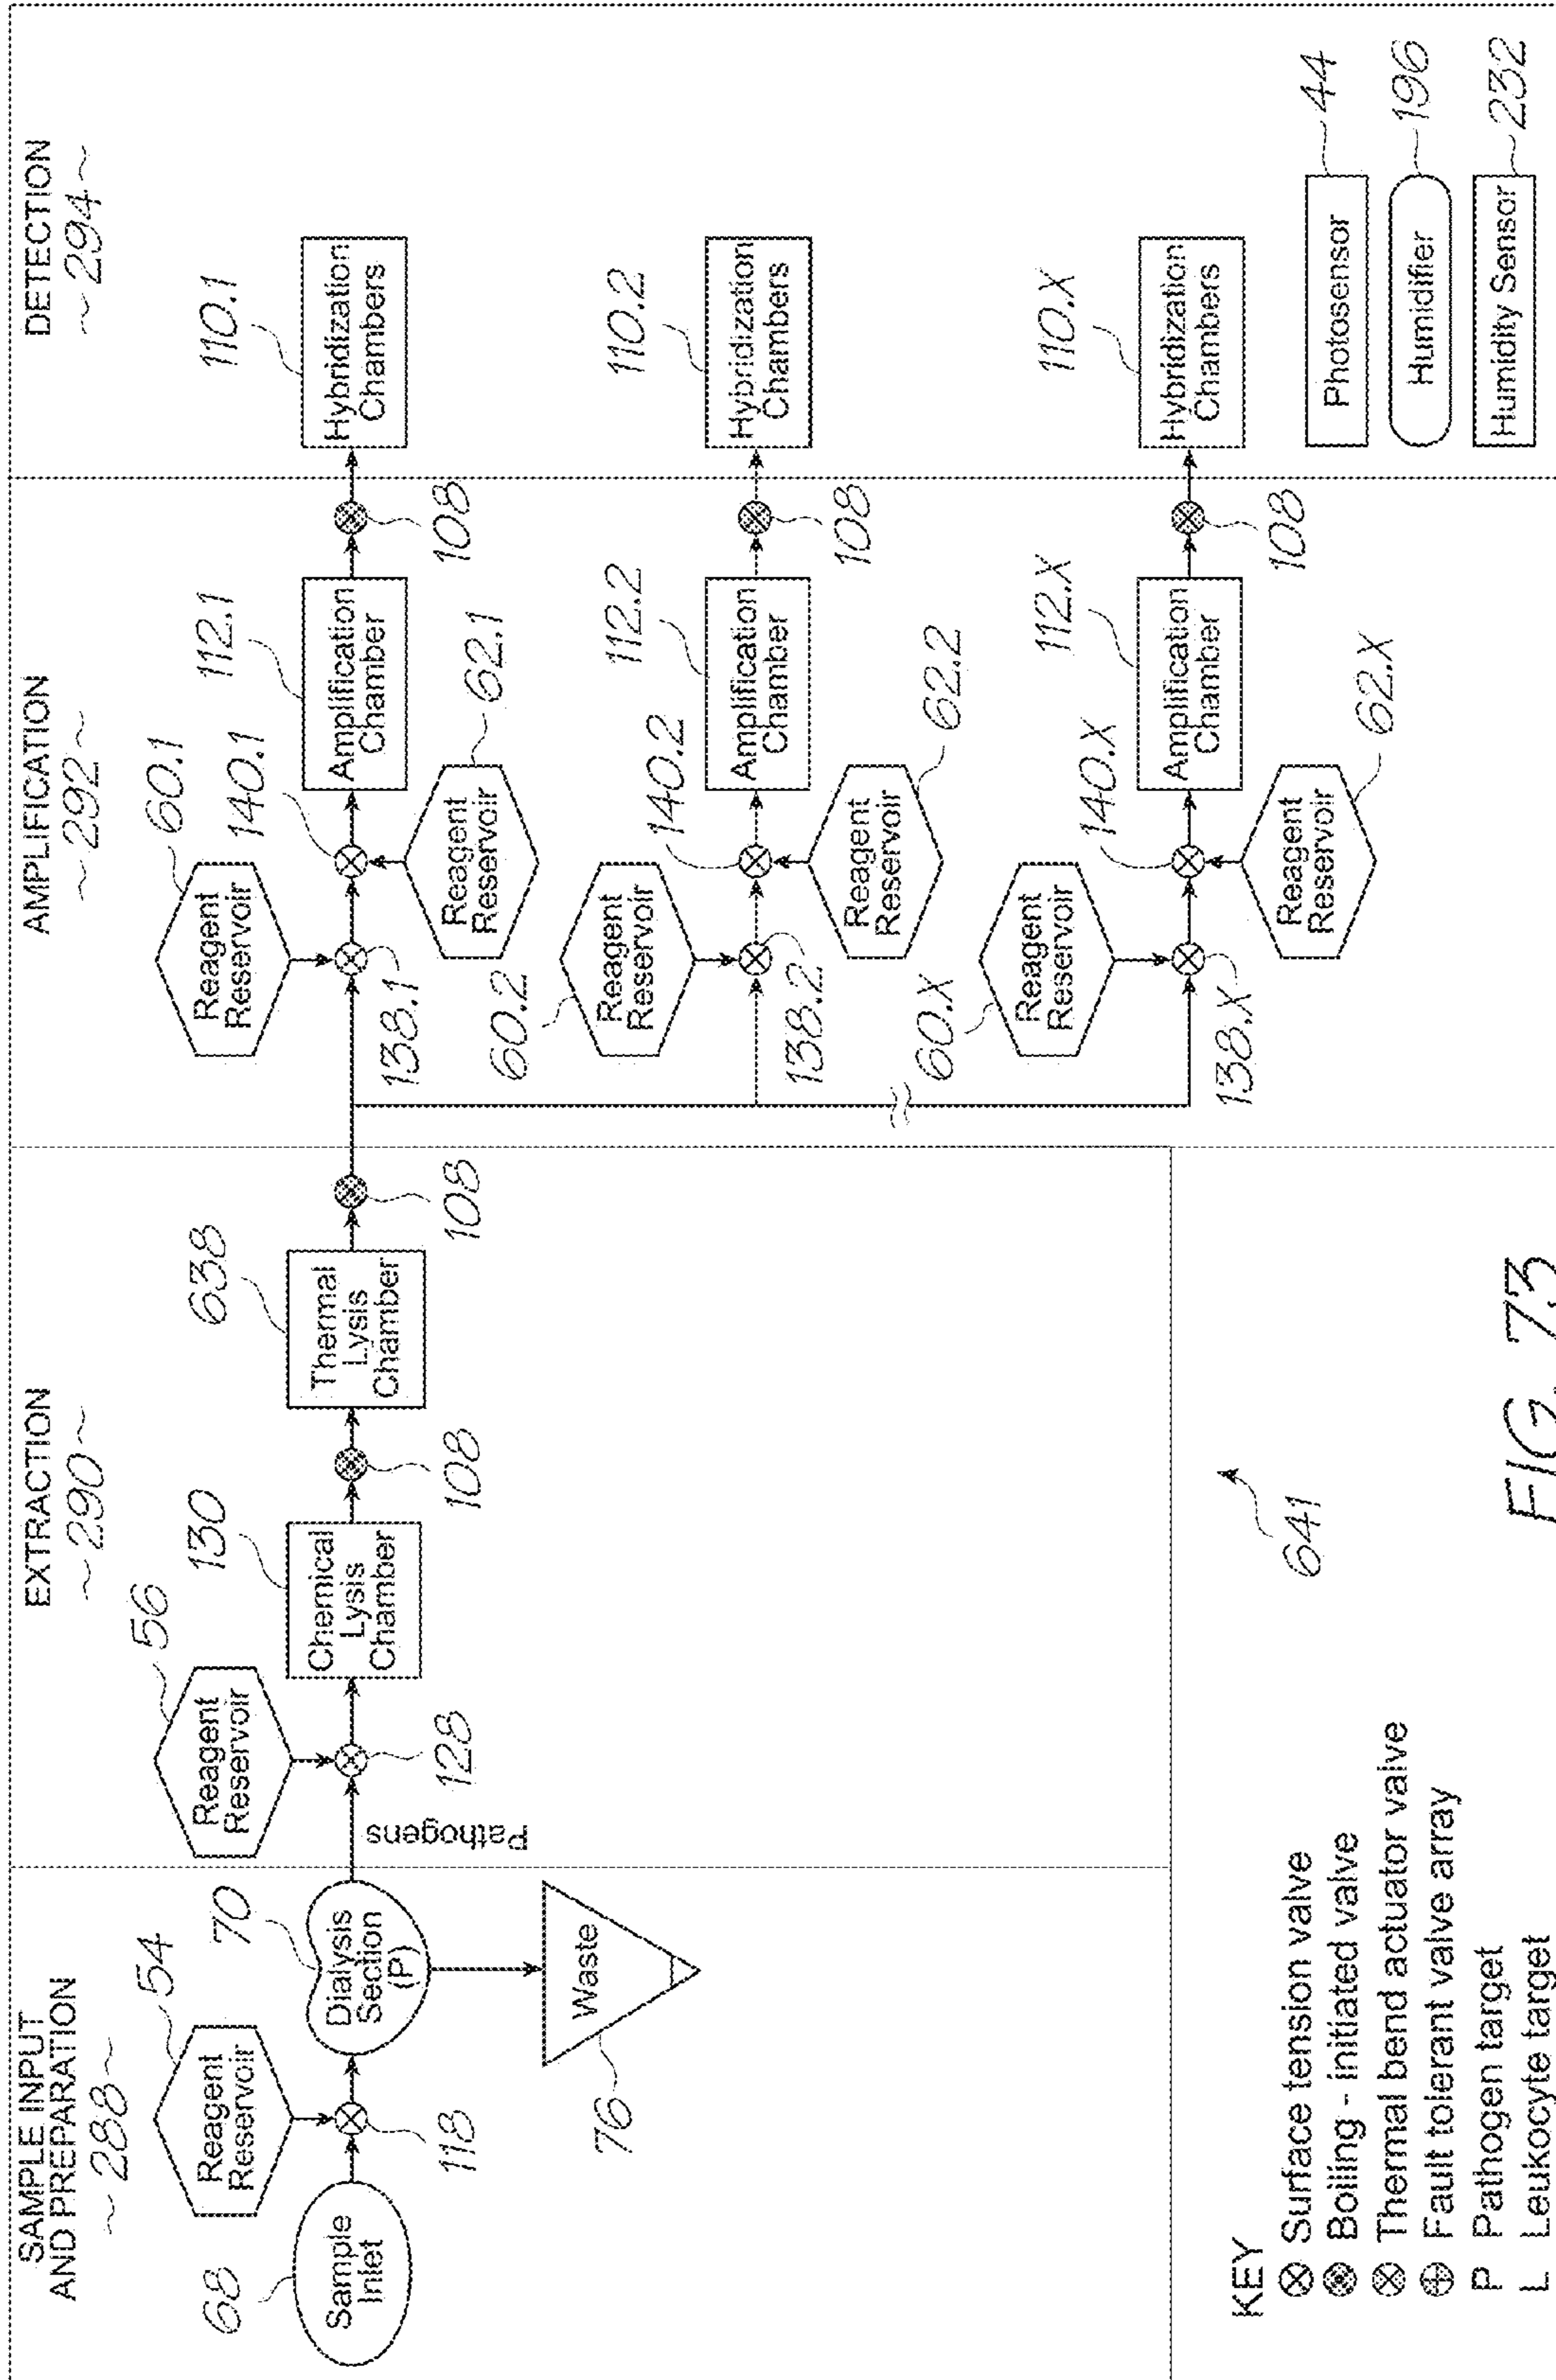 SAMPLE INPUT
AND PREPARATION
~288~
EXTRACTION
~290~
AMPLIFICATION
~292~
DETECTION
~294~
68
Sample
Inlet
54
Reagent
Reservoir
118
70
Dialysis
Section
(P)
76
Waste
Pathogens
56
Reagent
Reservoir
128
130
Chemical
Lysis
Chamber
108
638
Thermal
Lysis
Chamber
108
60.1
Reagent
Reservoir
138.1
140.1
Reagent
Reservoir
62.1
112.1
Amplification
Chamber
108
110.1
Hybridization
Chambers
60.2
Reagent
Reservoir
138.2
140.2
Reagent
Reservoir
62.2
112.2
Amplification
Chamber
108
110.2
Hybridization
Chambers
60.X
Reagent
Reservoir
138.X
140.X
Reagent
Reservoir
62.X
112.X
Amplification
Chamber
108
110.X
Hybridization
Chambers
Photosensor
44
Humidifier
196
Humidity Sensor
232
641
KEY
Surface tension valve
Boiling - initiated valve
Thermal bend actuator valve
Fault tolerant valve array
P Pathogen target
L Leukocyte target
FIG. 73